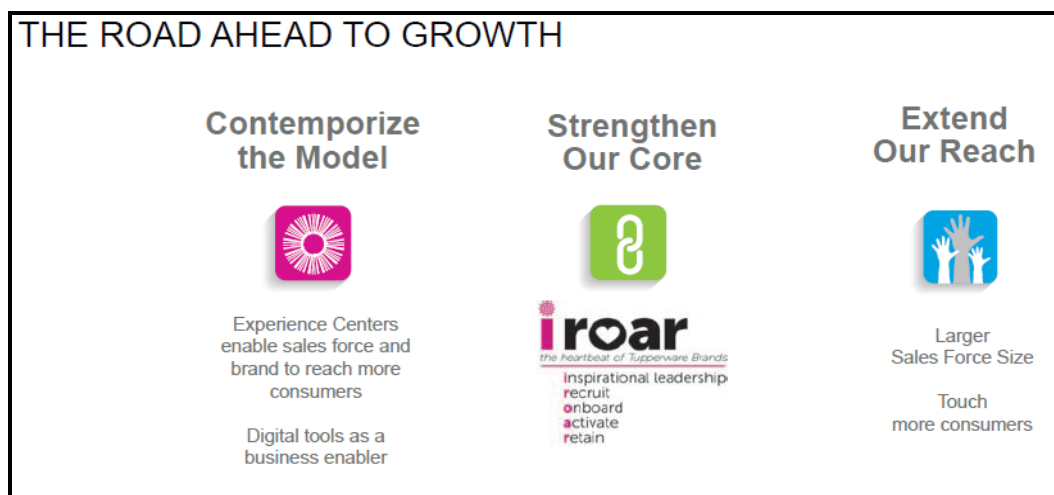 THE ROAD AHEAD TO GROWTH
Contemporize
the Model
Experience Centers
enable sales force and
brand to reach more
consumers
Digital tools as a
business enabler
Strengthen
Our Core
iroar
the heartbeat of Tupperware Brands
inspirational leadership
recruit
onboard
activate
retain
Extend
Our Reach
Larger
Sales Force Size
Touch
more consumers